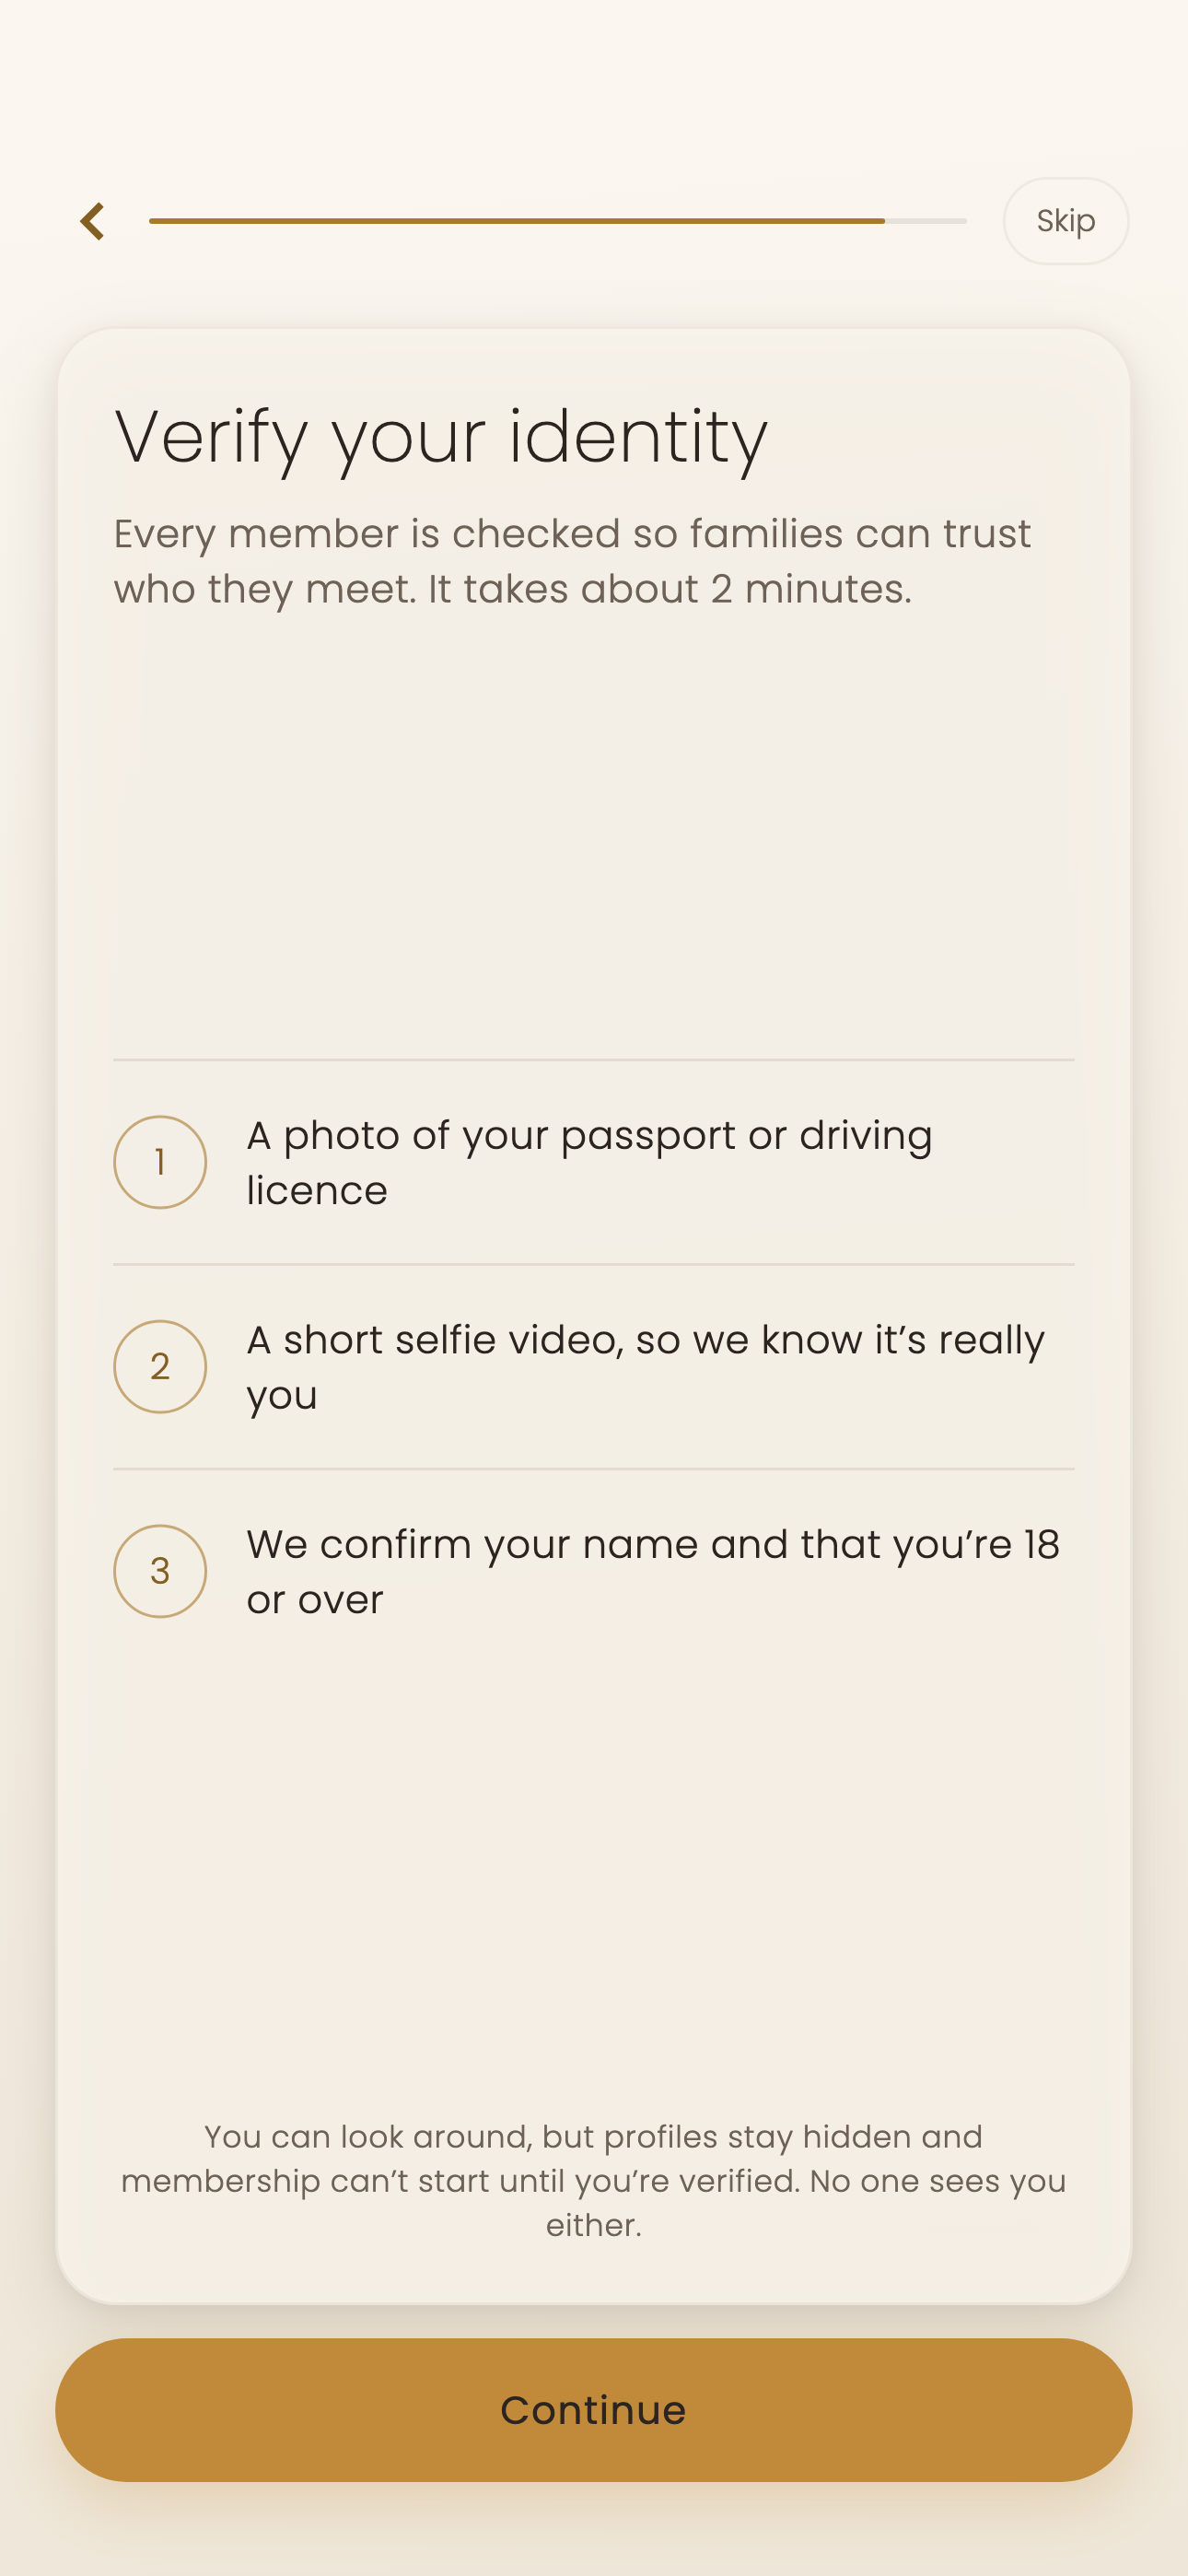 Skip
Verify your identity
Every member is checked so families can trust
who they meet. It takes about 2 minutes.
1
A photo of your passport or driving
licence
2
A short selfie video, so we know it’s really
you
3
We confirm your name and that you’re 18
or over
You can look around, but profiles stay hidden and
membership can’t start until you’re verified. No one sees you
either.
Continue